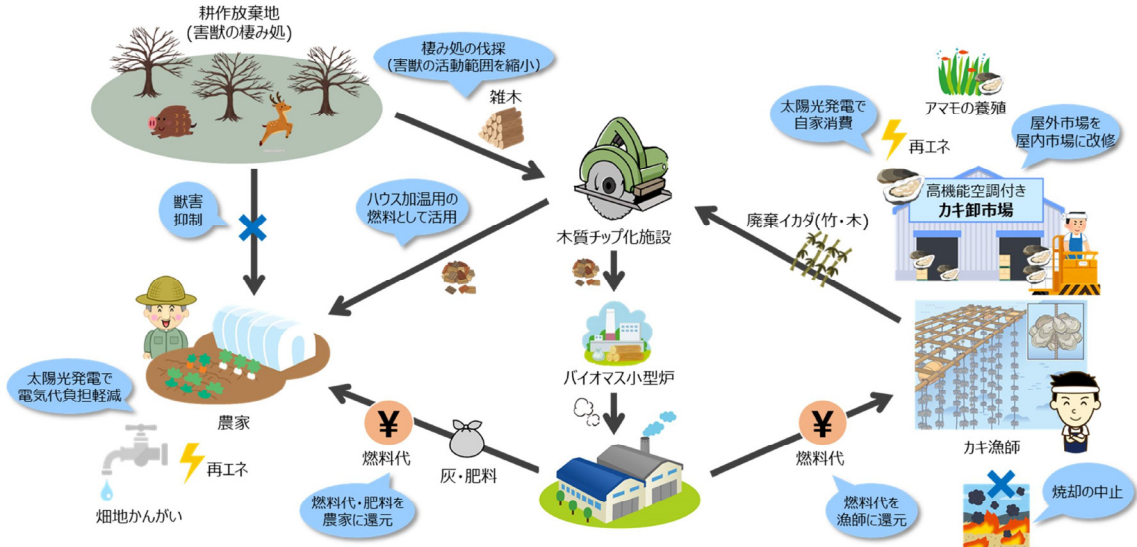 耕作放棄地
(害獣の棲み処)
棲み処の伐採
(害獣の活動範囲を縮小)
雑木
アマモの養殖
太陽光発電で
自家消費
再エネ
屋外市場を
屋内市場に改修
高機能空調付き
カキ卸市場
獣害
抑制
ハウス加温用の
燃料として活用
木質チップ化施設
廃棄イカダ(竹・木)
バイオマス小型炉
太陽光発電で
電気代負担軽減
農家
再エネ
畑地かんがい
¥
燃料代
灰・肥料
燃料代・肥料を
農家に還元
¥
燃料代
燃料代を
漁師に還元
カキ漁師
焼却の中止